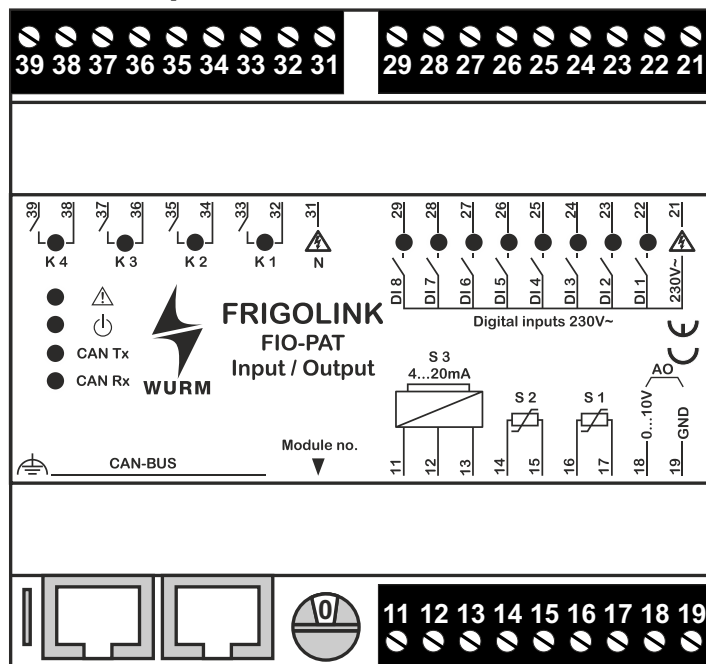 39 38 37 36 35 34 33 32 31 29 28 27 26 25 24 23 22 21
39 38 37 36 35 34 33 32 31 29 28 27 26 25 24 23 22 21
K 4 K 3 K 2 K 1 N
DI 8 DI 7 DI 6 DI 5 DI 4 DI 3 DI 2 DI 1 230V~
Digital inputs 230V~
CE
FRIGOLINK
FIO-PAT
Input / Output
CAN Tx
CAN Rx
WURM
S 3
4...20mA
S 2
S 1
AO
0...10V
GND
Module no.
CAN-BUS
11 12 13 14 15 16 17 18 19
0
11 12 13 14 15 16 17 18 19